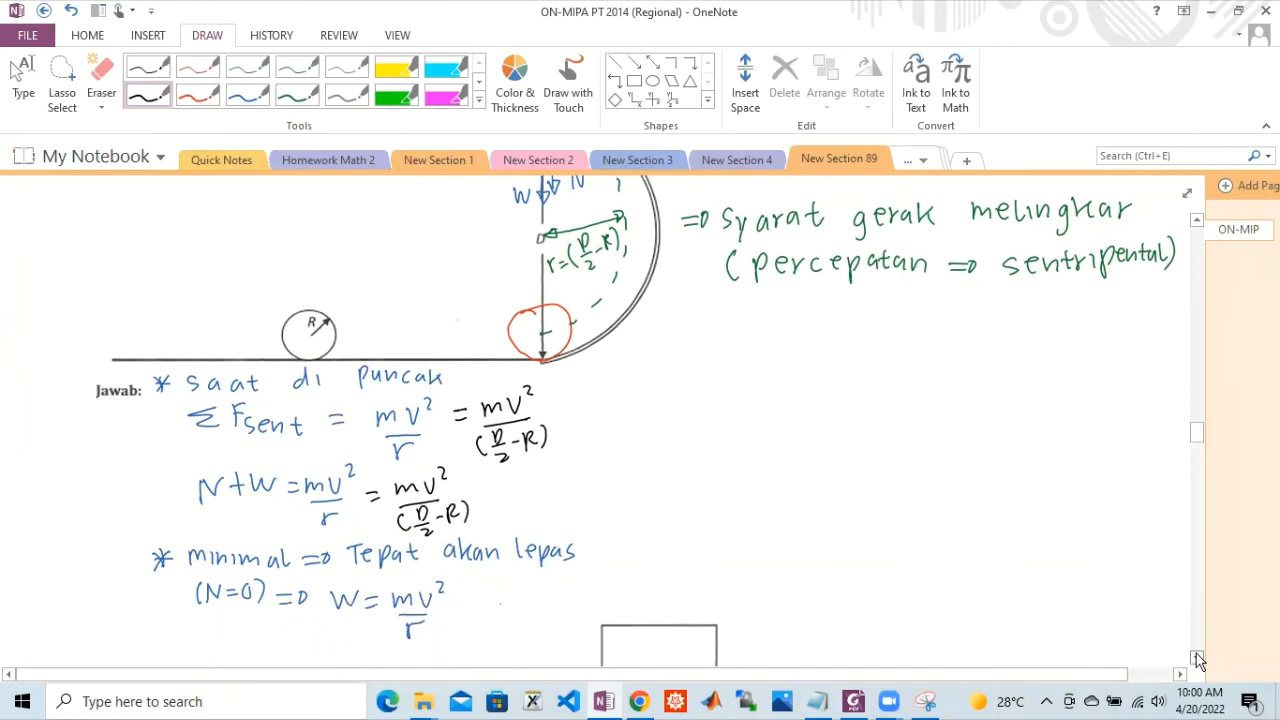 ON-MIPA PT 2014 (Regional) - OneNote
FILE HOME INSERT DRAW HISTORY REVIEW VIEW
Type
Lasso Select
Eraser
Color & Thickness
Draw with Touch
Insert Space
Delete
Arrange
Rotate
Ink to Text
Ink to Math
Tools
Shapes
Edit
Convert
My Notebook
Quick Notes
Homework Math 2
New Section 1
New Section 2
New Section 3
New Section 4
New Section 89
...
Search (Ctrl+E)
Add Pag
ON-MIP
W N
r=(D/2-R)
⇒ Syarat gerak melingkar
(percepatan ⇒ sentripental)
R
Jawab: * saat di puncak
Σ Fsent = mv²/r = mv²/(D/2-R)
N+W = mv²/r = mv²/(D/2-R)
* minimal ⇒ Tepat akan lepas
(N=0) ⇒ W = mv²/r
Type here to search
28°C
10:00 AM
4/20/2022